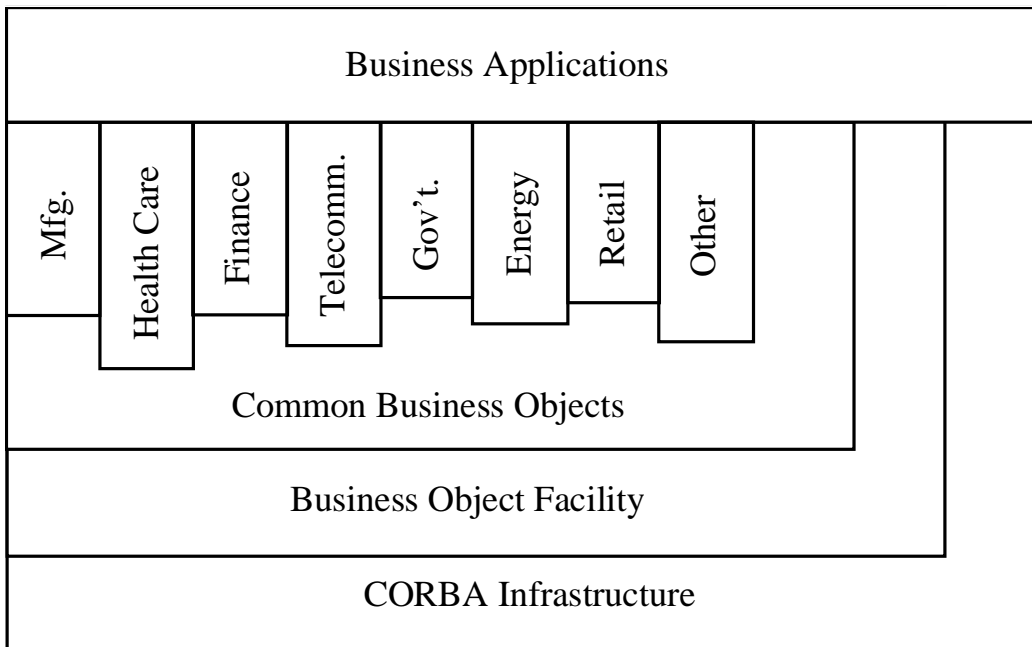 Business Applications
Mfg.
Health Care
Finance
Telecomm.
Gov’t.
Energy
Retail
Other
Common Business Objects
Business Object Facility
CORBA Infrastructure